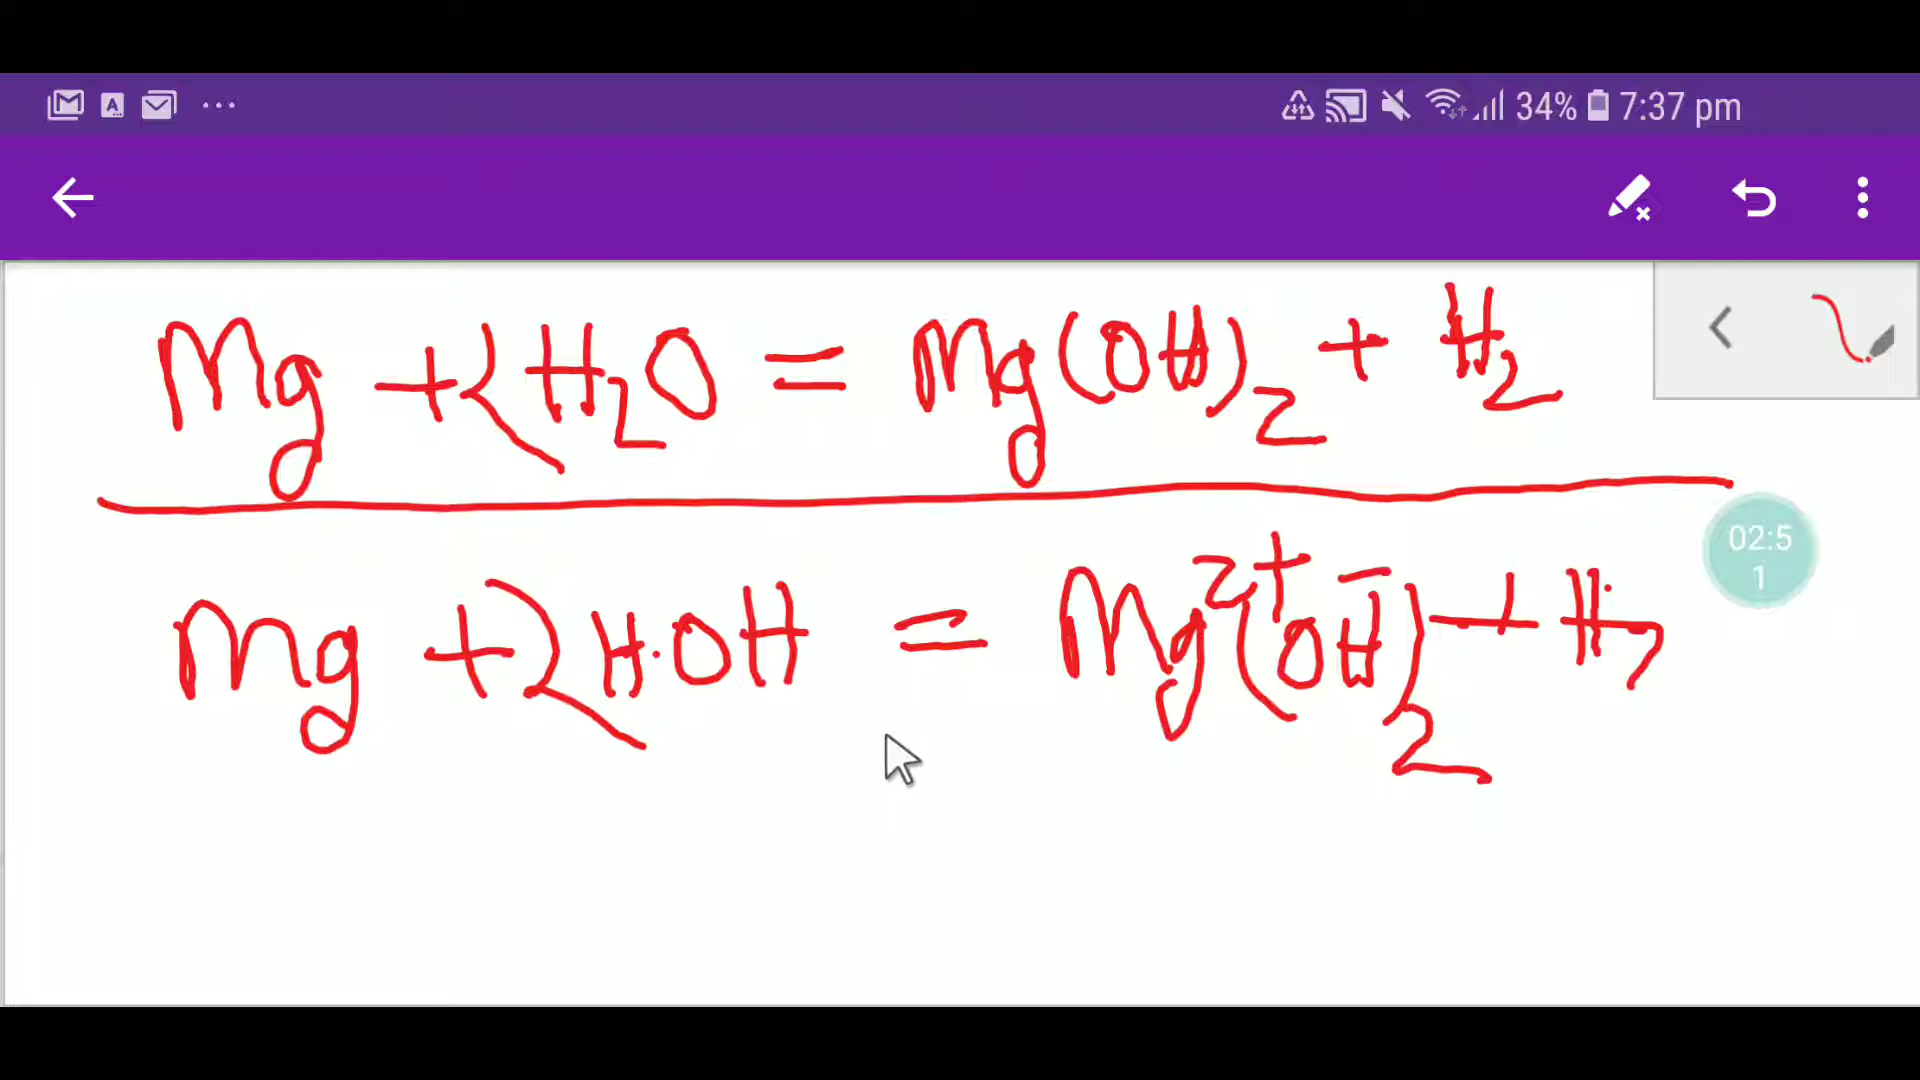 34% 7:37 pm
Mg + 2H₂O = Mg(OH)₂ + H₂
02:5
1
Mg + 2H·OH = Mg²⁺(OH⁻)₂ + H₂